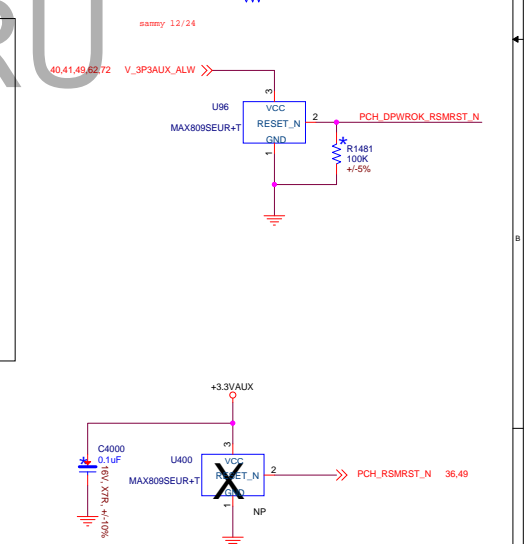 RU
sammy 12/24
40,41,49,62,72 V_3P3AUX_ALW
3
U96
VCC
2
PCH_DPWROK_RSMRST_N
RESET_N
MAX809SEUR+T
GND
1
*
R1481
100K
+/-5%
B
+3.3VAUX
3
C4000
0.1uF
16V, X7R, +/-10%
*
U400
VCC
RESET_N
2
PCH_RSMRST_N 36,49
MAX809SEUR+T
GND
X
1
NP